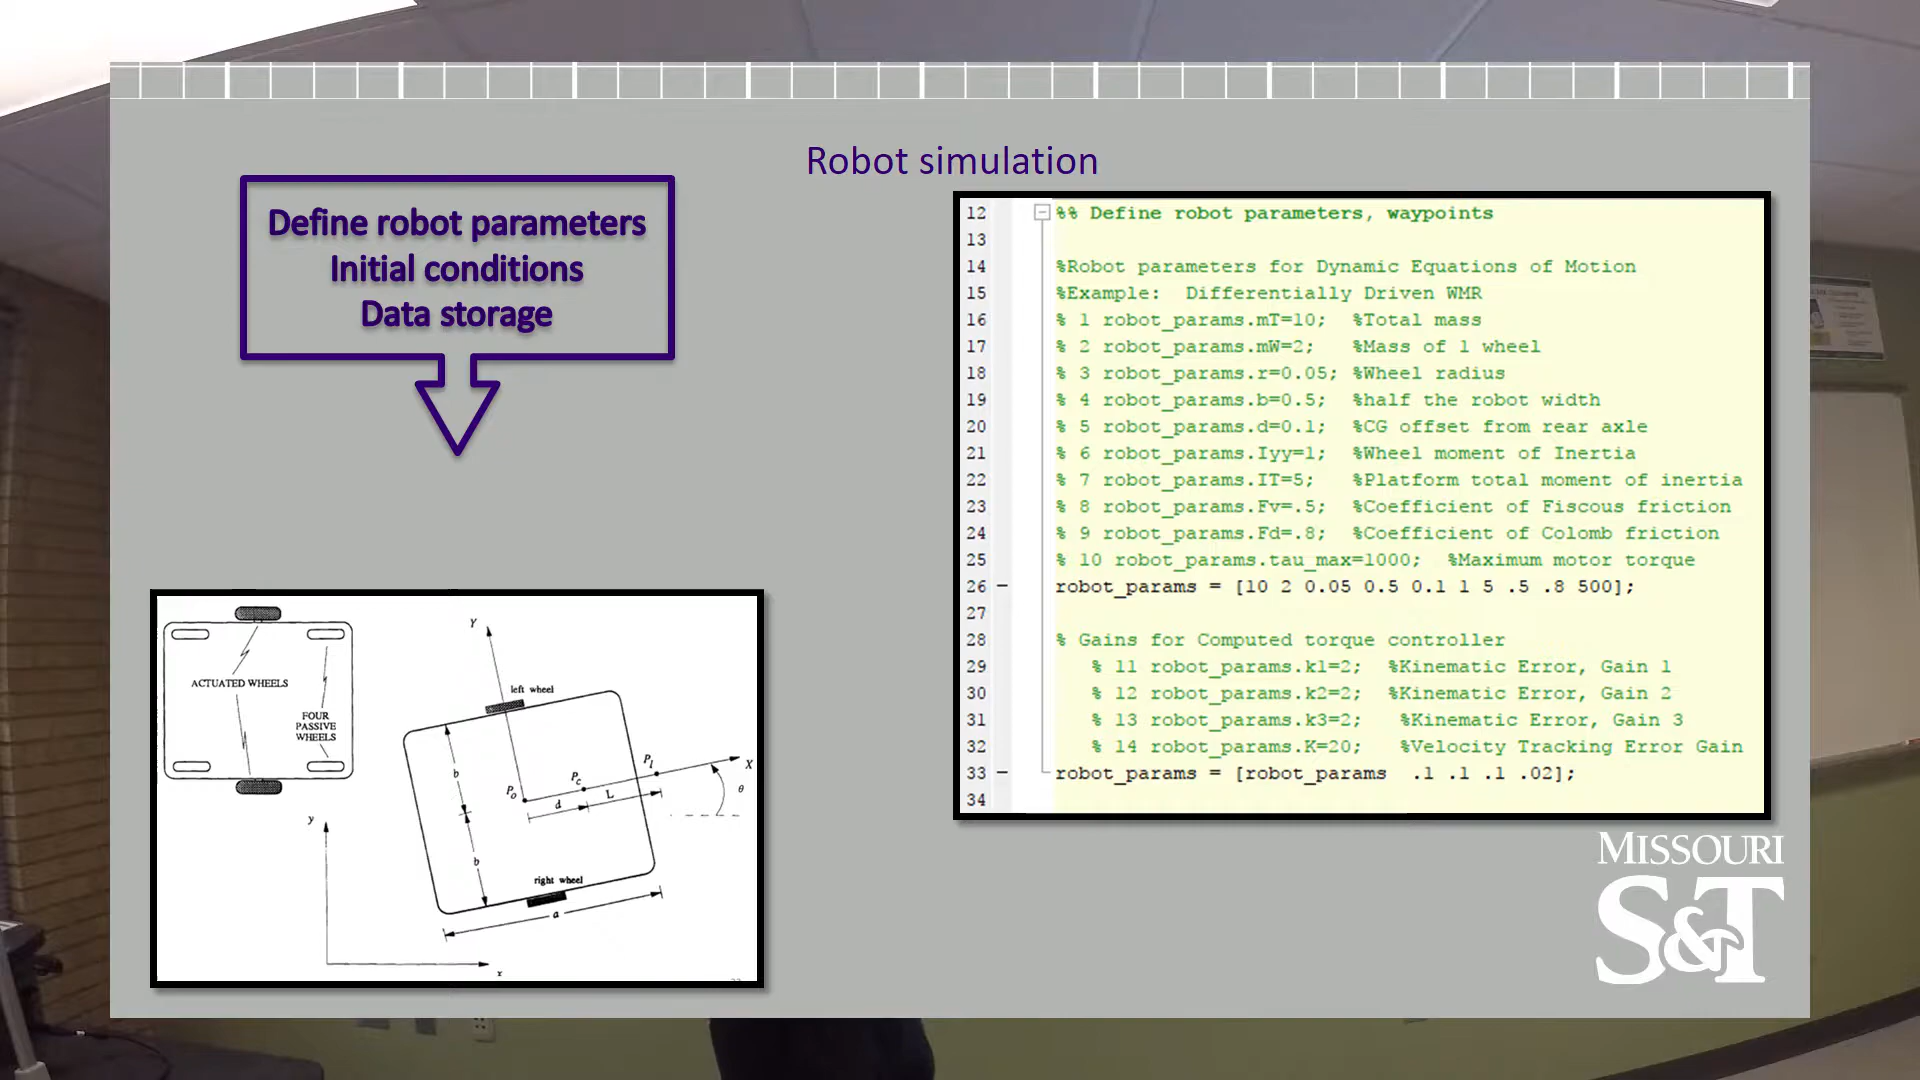 Robot simulation
Define robot parameters
Initial conditions
Data storage
12 %% Define robot parameters, waypoints
13
14 %Robot parameters for Dynamic Equations of Motion
15 %Example:  Differentially Driven WMR
16 % 1 robot_params.mT=10;  %Total mass
17 % 2 robot_params.mW=2;   %Mass of 1 wheel
18 % 3 robot_params.r=0.05; %Wheel radius
19 % 4 robot_params.b=0.5;  %half the robot width
20 % 5 robot_params.d=0.1;  %CG offset from rear axle
21 % 6 robot_params.Iyy=1;  %Wheel moment of Inertia
22 % 7 robot_params.IT=5;   %Platform total moment of inertia
23 % 8 robot_params.Fv=.5;  %Coefficient of Fiscous friction
24 % 9 robot_params.Fd=.8;  %Coefficient of Colomb friction
25 % 10 robot_params.tau_max=1000;  %Maximum motor torque
26 – robot_params = [10 2 0.05 0.5 0.1 1 5 .5 .8 500];
27
28 % Gains for Computed torque controller
29 % 11 robot_params.k1=2;  %Kinematic Error, Gain 1
30 % 12 robot_params.k2=2;  %Kinematic Error, Gain 2
31 % 13 robot_params.k3=2;   %Kinematic Error, Gain 3
32 % 14 robot_params.K=20;   %Velocity Tracking Error Gain
33 – robot_params = [robot_params  .1 .1 .1 .02];
34
ACTUATED WHEELS
FOUR
PASSIVE
WHEELS
Y
left wheel
b
Po
Pc
Pl
X
d
L
θ
b
right wheel
a
y
x
MISSOURI
S&T